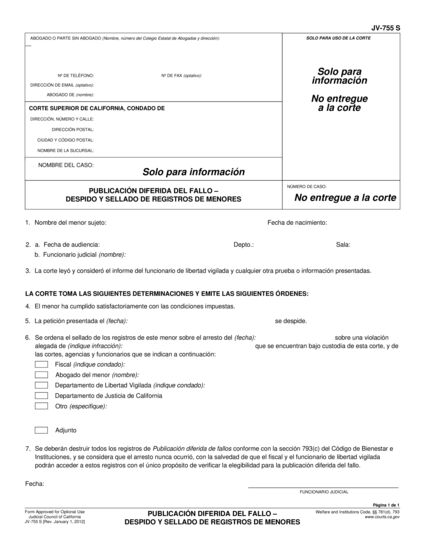 JV-755 S
ABOGADO O PARTE SIN ABOGADO (Nombre, número del Colegio Estatal de Abogados y dirección):
SOLO PARA USO DE LA CORTE
Solo para
información
No entregue
a la corte
Nº DE TELÉFONO:
Nº DE FAX (optativo):
DIRECCIÓN DE EMAIL (optativo):
ABOGADO DE (nombre):
CORTE SUPERIOR DE CALIFORNIA, CONDADO DE
DIRECCIÓN, NÚMERO Y CALLE:
DIRECCIÓN POSTAL:
CIUDAD Y CÓDIGO POSTAL:
NOMBRE DE LA SUCURSAL:
NOMBRE DEL CASO:
Solo para información
PUBLICACIÓN DIFERIDA DEL FALLO –
DESPIDO Y SELLADO DE REGISTROS DE MENORES
NÚMERO DE CASO:
No entregue a la corte
1. Nombre del menor sujeto: Fecha de nacimiento:
2. a. Fecha de audiencia: Depto.: Sala:
b. Funcionario judicial (nombre):
3. La corte leyó y consideró el informe del funcionario de libertad vigilada y cualquier otra prueba o información presentadas.
LA CORTE TOMA LAS SIGUIENTES DETERMINACIONES Y EMITE LAS SIGUIENTES ÓRDENES:
4. El menor ha cumplido satisfactoriamente con las condiciones impuestas.
5. La petición presentada el (fecha): se despide.
6. Se ordena el sellado de los registros de este menor sobre el arresto del (fecha): sobre una violación
alegada de (indique infracción): que se encuentran bajo custodia de esta corte, y de
las cortes, agencias y funcionarios que se indican a continuación:
Fiscal (indique condado):
Abogado del menor (nombre):
Departamento de Libertad Vigilada (indique condado):
Departamento de Justicia de California
Otro (especifique):
Adjunto
7. Se deberán destruir todos los registros de Publicación diferida de fallos conforme con la sección 793(c) del Código de Bienestar e
Instituciones, y se considera que el arresto nunca ocurrió, con la salvedad de que el fiscal y el funcionario de libertad vigilada
podrán acceder a estos registros con el único propósito de verificar la elegibilidad para la publicación diferida del fallo.
Fecha:
FUNCIONARIO JUDICIAL
Página 1 de 1
Form Approved for Optional Use
Judicial Council of California
JV-755 S [Rev. January 1, 2012]
PUBLICACIÓN DIFERIDA DEL FALLO –
DESPIDO Y SELLADO DE REGISTROS DE MENORES
Welfare and Institutions Code, §§ 781(d), 793
www.courts.ca.gov